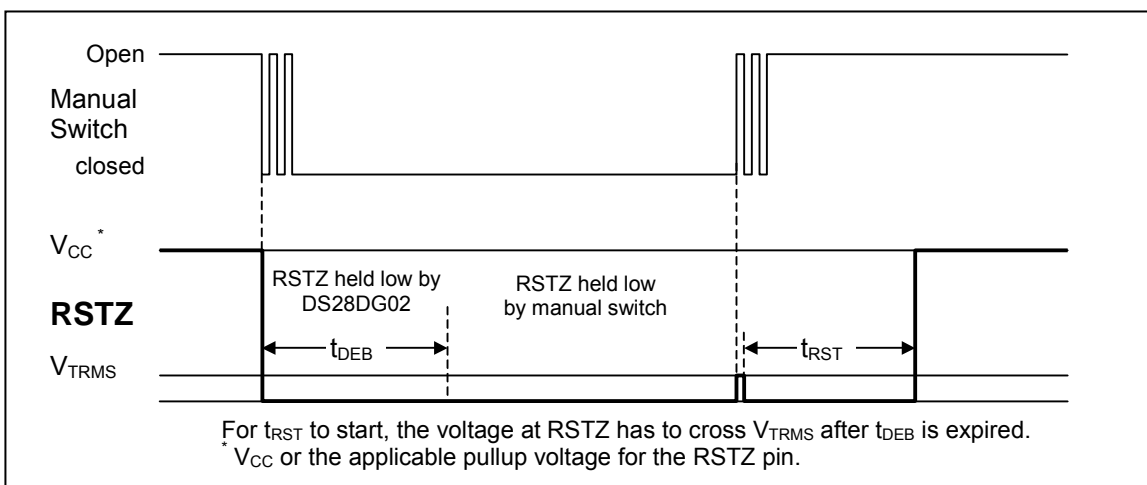 Open
Manual
Switch
closed
VCC *
RSTZ held low by
DS28DG02
RSTZ held low
by manual switch
RSTZ
tDEB
tRST
VTRMS
For tRST to start, the voltage at RSTZ has to cross VTRMS after tDEB is expired.
* VCC or the applicable pullup voltage for the RSTZ pin.